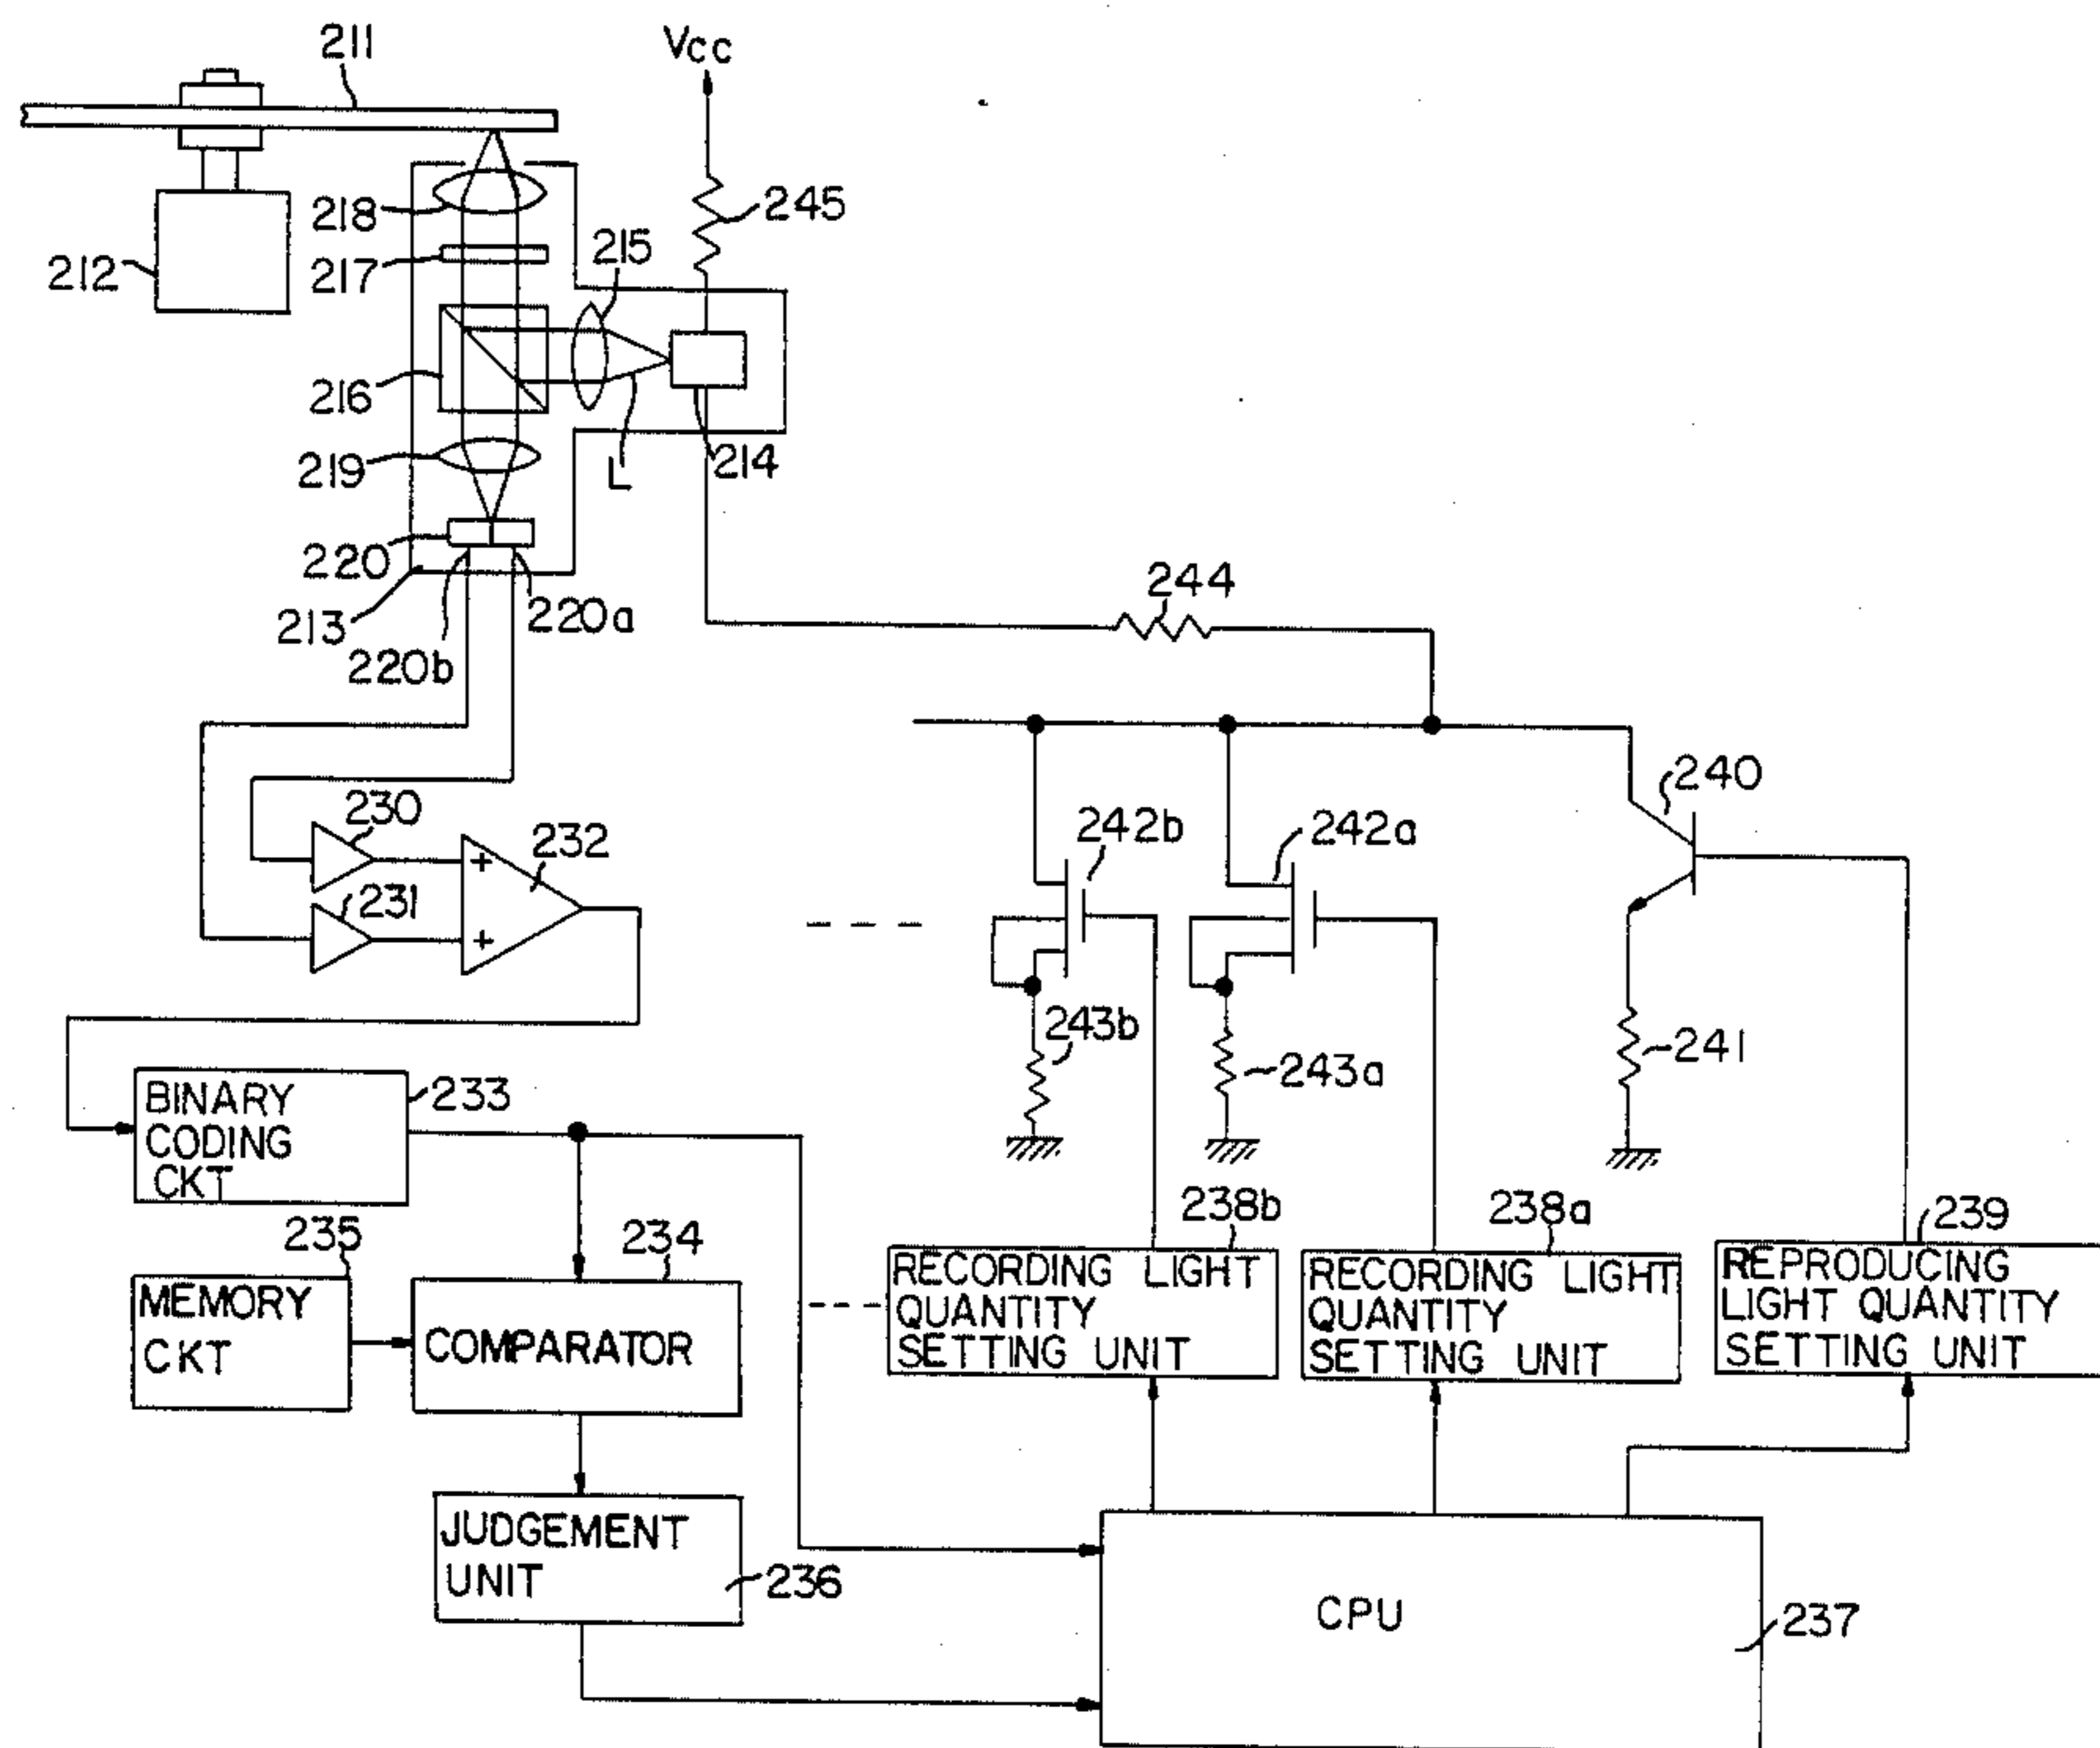 211
Vcc
218
245
212
217
215
216
219
L
214
220
213
220a
220b
244
240
230
232
242b
242a
231
243b
243a
241
BINARY
CODING
CKT
233
238b
238a
239
235
234
MEMORY
CKT
COMPARATOR
RECORDING LIGHT
QUANTITY
SETTING UNIT
RECORDING LIGHT
QUANTITY
SETTING UNIT
REPRODUCING
LIGHT QUANTITY
SETTING UNIT
JUDGEMENT
UNIT
236
CPU
237
+
+